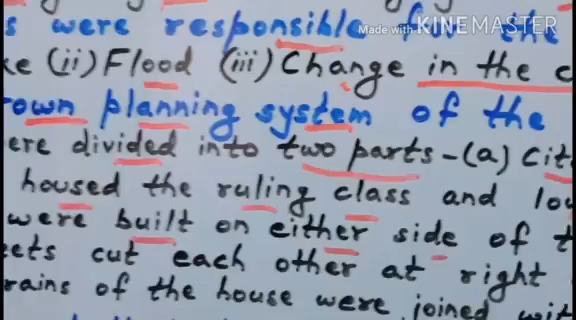 Made with KINEMASTER
s were responsible for the
ke (ii) Flood (iii) Change in the c
own planning system of the
ere divided into two parts - (a) Cit
housed the ruling class and lo
were built on either side of t
eets cut each other at right
rains of the house were joined wit